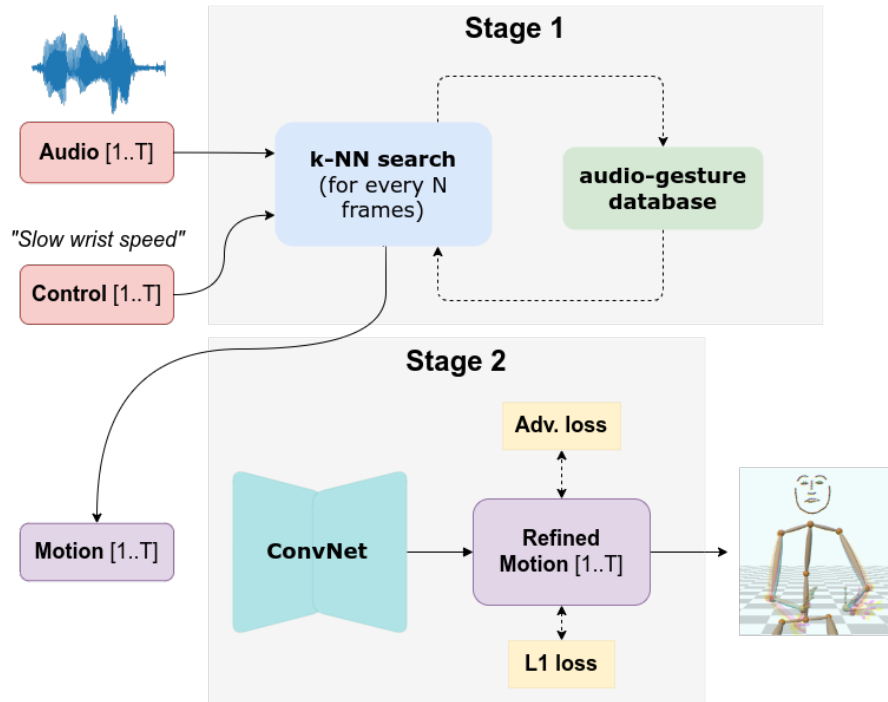 Stage 1
Audio [1..T]
k-NN search
(for every N
frames)
audio-gesture
database
"Slow wrist speed"
Control [1..T]
Stage 2
Adv. loss
Motion [1..T]
ConvNet
Refined
Motion [1..T]
L1 loss